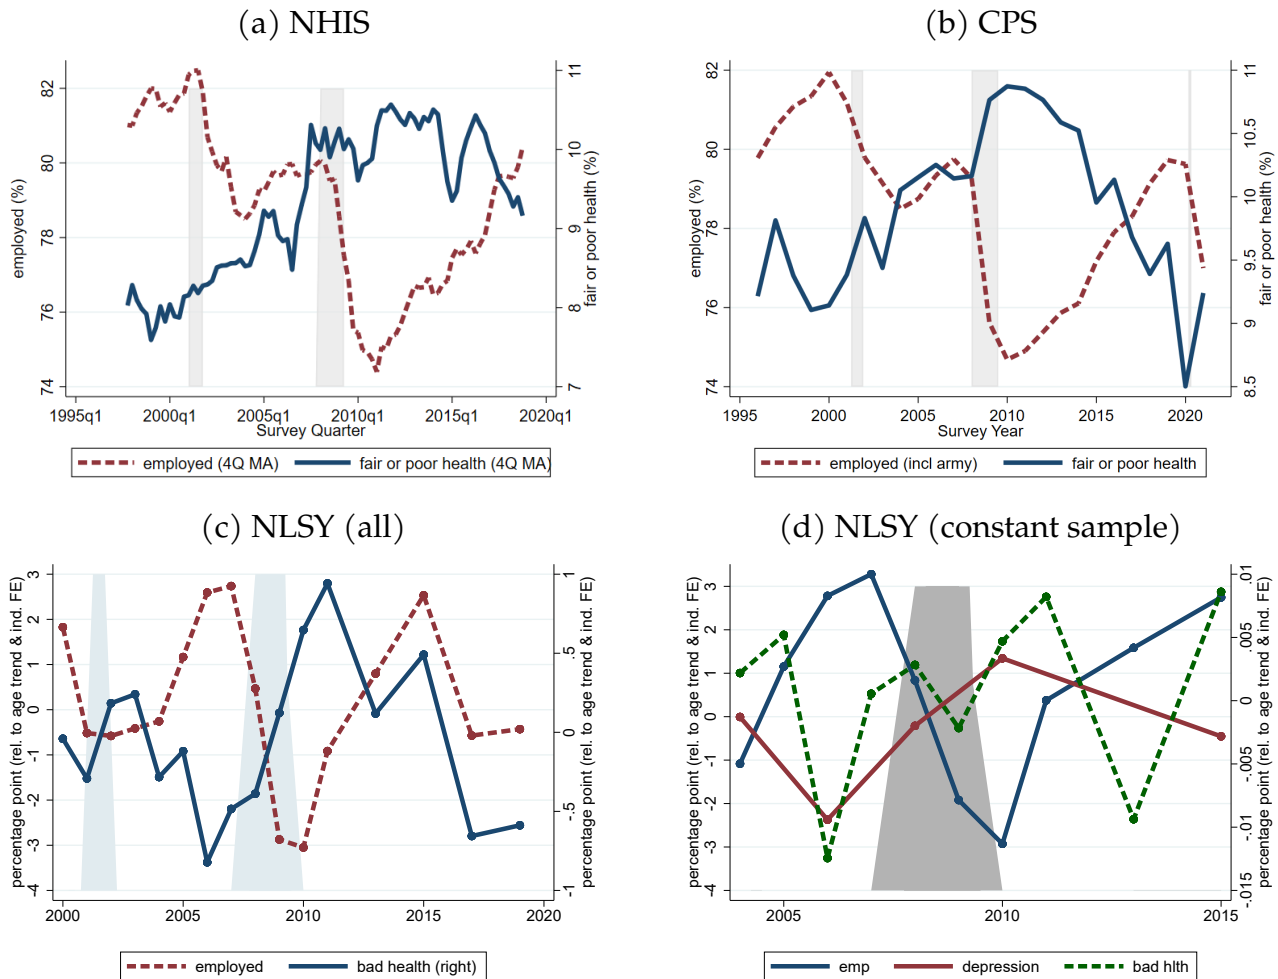 (a) NHIS
employed (%)
82
80
78
76
74
11
10
9
8
7
fair or poor health (%)
1995q1 2000q1 2005q1 2010q1 2015q1 2020q1
Survey Quarter
employed (4Q MA) fair or poor health (4Q MA)
(b) CPS
employed (%)
82
80
78
76
74
11
10.5
10
9.5
9
8.5
fair or poor health (%)
1995 2000 2005 2010 2015 2020
Survey Year
employed (incl army) fair or poor health
(c) NLSY (all)
percentage point (rel. to age trend & ind. FE)
3
2
1
0
-1
-2
-3
-4
1
.5
0
-.5
-1
percentage point (rel. to age trend & ind. FE)
2000 2005 2010 2015 2020
employed bad health (right)
(d) NLSY (constant sample)
percentage point (rel. to age trend & ind. FE)
3
2
1
0
-1
-2
-3
-4
.01
.005
0
-.005
-.01
-.015
percentage point (rel. to age trend & ind. FE)
2005 2010 2015
emp depression bad hlth